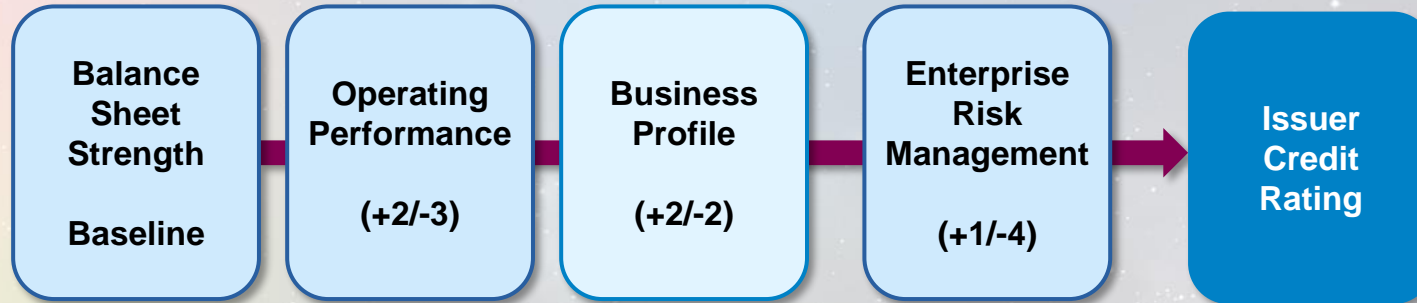 Balance
Sheet
Strength
Baseline
Operating
Performance
(+2/-3)
Business
Profile
(+2/-2)
Enterprise
Risk
Management
(+1/-4)
Issuer
Credit
Rating